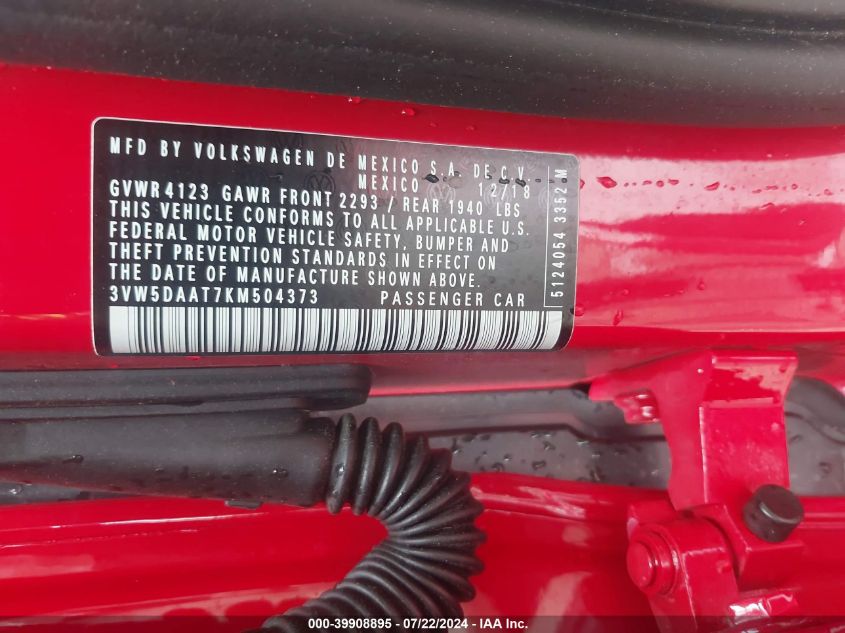 MFD BY VOLKSWAGEN DE MEXICO S.A. DE C.V.
MEXICO 12/18
GVWR 4123 GAWR FRONT 2293 / REAR 1940 LBS
THIS VEHICLE CONFORMS TO ALL APPLICABLE U.S.
FEDERAL MOTOR VEHICLE SAFETY, BUMPER AND
THEFT PREVENTION STANDARDS IN EFFECT ON
THE DATE OF MANUFACTURE SHOWN ABOVE.
3VW5DAAT7KM504373 PASSENGER CAR
5124054 3352 M
000-39908895 - 07/22/2024 - IAA Inc.